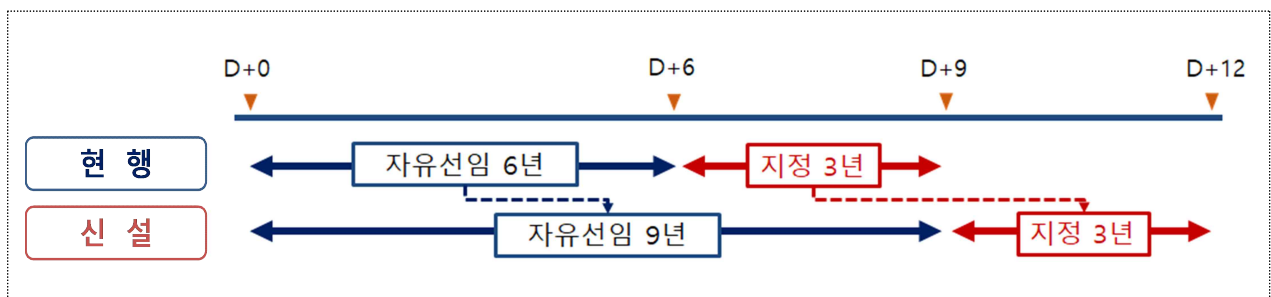 D+0 D+6 D+9 D+12
현 행 자유선임 6년 지정 3년
신 설 자유선임 9년 지정 3년